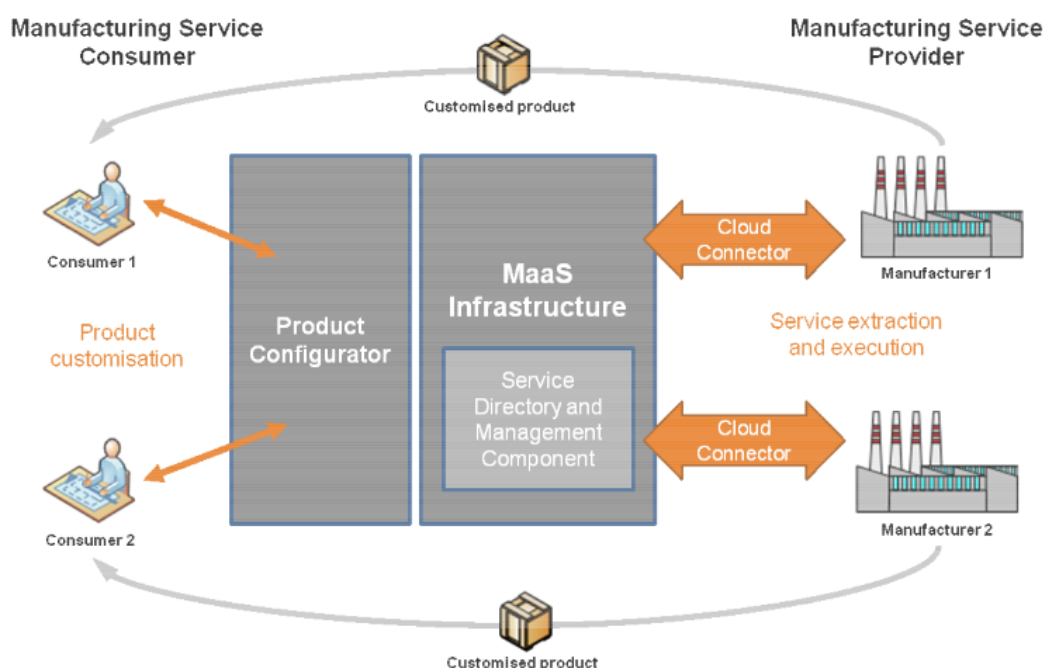 Manufacturing Service
Consumer
Manufacturing Service
Provider
Customised product
Consumer 1
Product
customisation
Consumer 2
Product
Configurator
MaaS
Infrastructure
Service
Directory and
Management
Component
Cloud
Connector
Cloud
Connector
Manufacturer 1
Service extraction
and execution
Manufacturer 2
Customised product